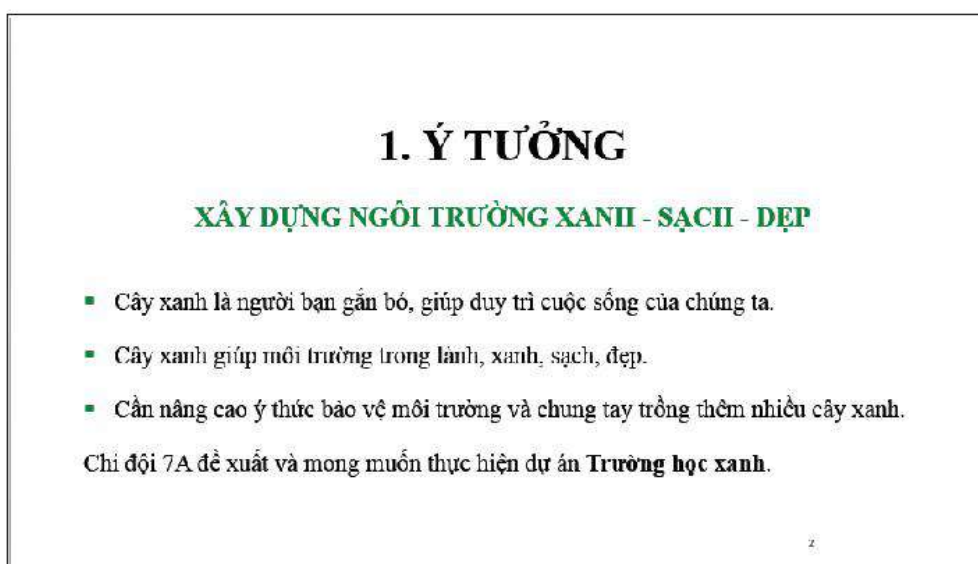 1. Ý TƯỞNG
XÂY DỰNG NGÔI TRƯỜNG XANH - SẠCH - ĐẸP
▪ Cây xanh là người bạn gắn bó, giúp duy trì cuộc sống của chúng ta.
▪ Cây xanh giúp môi trường trong lành, xanh, sạch, đẹp.
▪ Cần nâng cao ý thức bảo vệ môi trường và chung tay trồng thêm nhiều cây xanh.
Chi đội 7A đề xuất và mong muốn thực hiện dự án Trường học xanh.
2